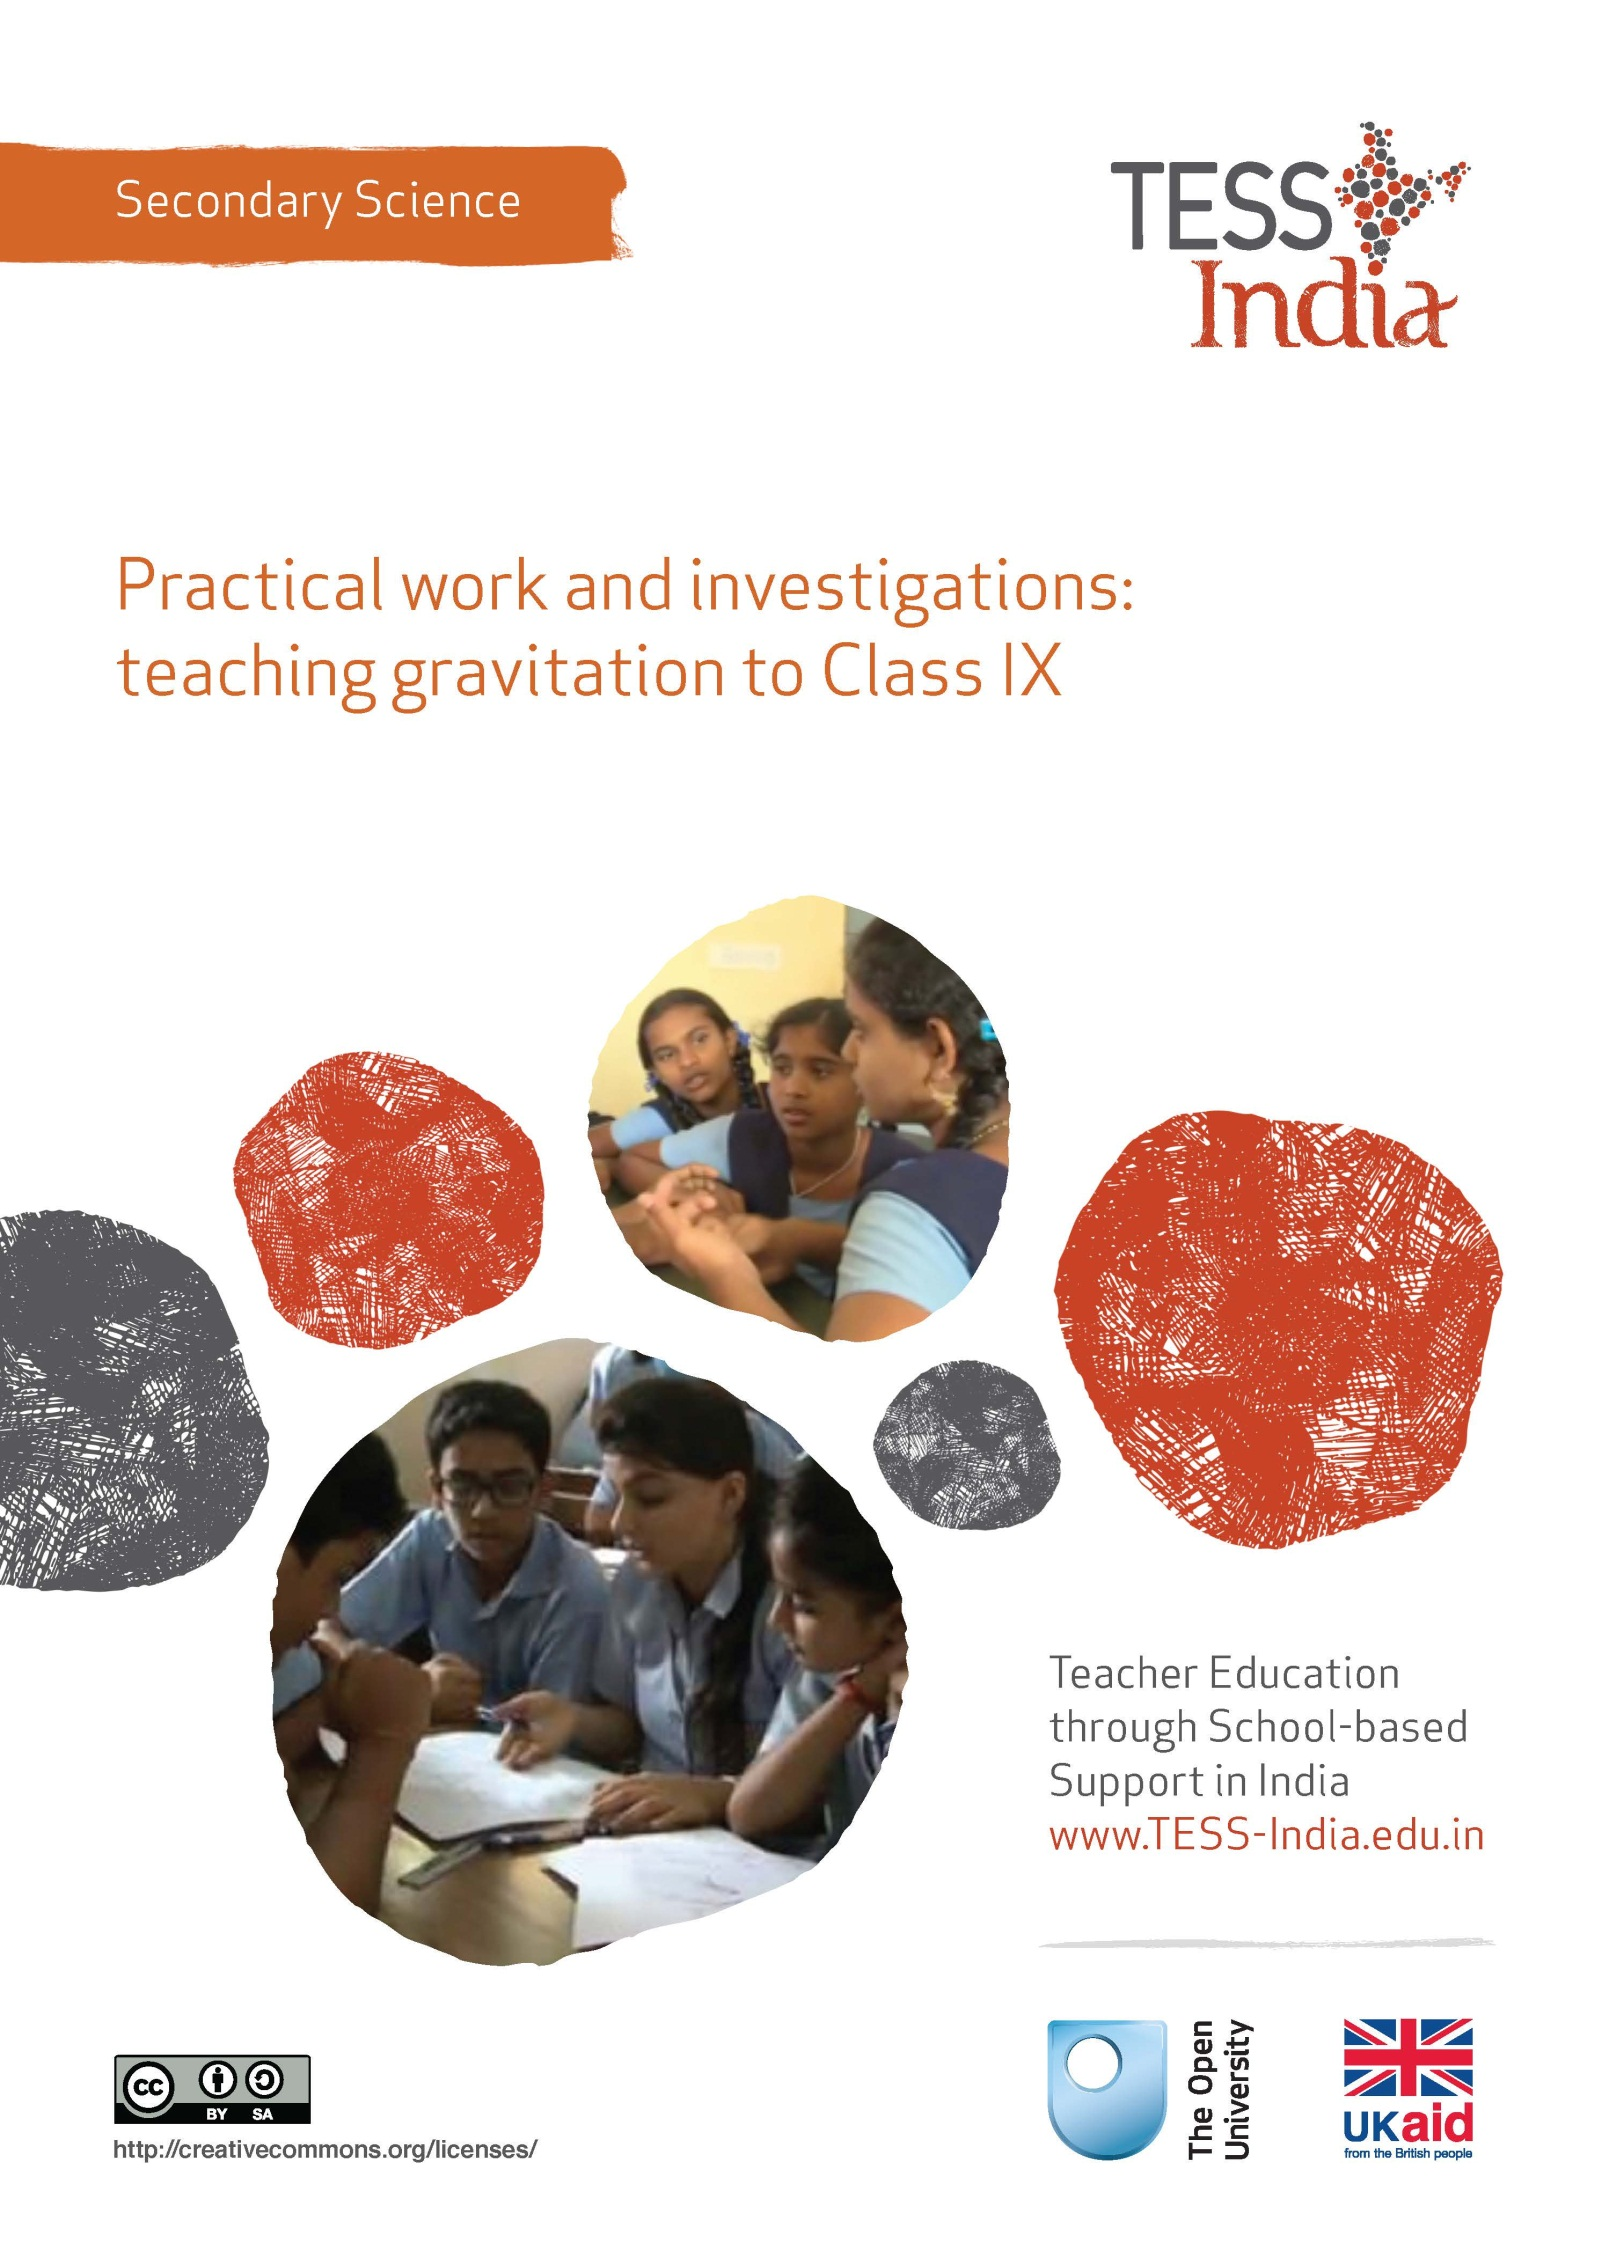 Secondary Science
TESS
India
Practical work and investigations:
teaching gravitation to Class IX
Teacher Education
through School-based
Support in India
www.TESS-India.edu.in
cc
BY SA
http://creativecommons.org/licenses/
The Open
University
UKaid
from the British people